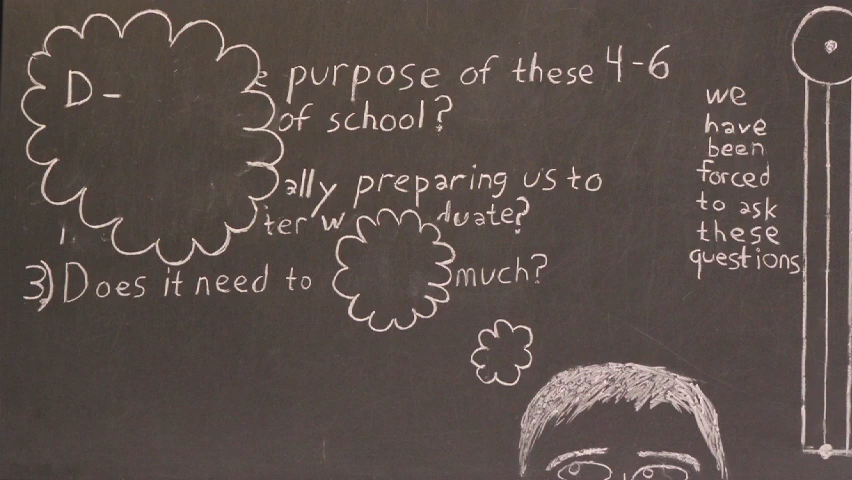 D-
purpose of these 4-6
of school?
ally preparing us to
ter w duate?
3) Does it need to much?
we
have
been
forced
to ask
these
questions